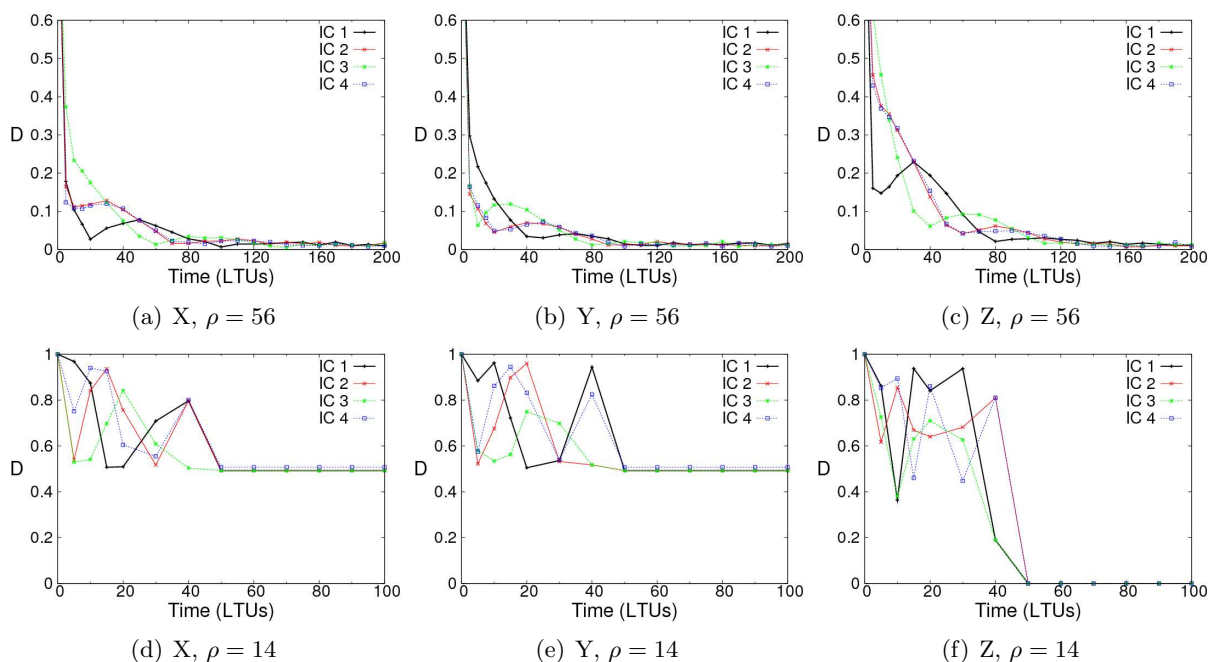 0.6
0.5
0.4
0.3
D
0.2
0.1
0
0 40 80 120 160 200
Time (LTUs)
IC 1
IC 2
IC 3
IC 4
(a) X, ρ = 56
0.6
0.5
0.4
0.3
D
0.2
0.1
0
0 40 80 120 160 200
Time (LTUs)
IC 1
IC 2
IC 3
IC 4
(b) Y, ρ = 56
0.6
0.5
0.4
0.3
D
0.2
0.1
0
0 40 80 120 160 200
Time (LTUs)
IC 1
IC 2
IC 3
IC 4
(c) Z, ρ = 56
1
0.8
0.6
D
0.4
0.2
0
0 20 40 60 80 100
Time (LTUs)
IC 1
IC 2
IC 3
IC 4
(d) X, ρ = 14
1
0.8
0.6
D
0.4
0.2
0
0 20 40 60 80 100
Time (LTUs)
IC 1
IC 2
IC 3
IC 4
(e) Y, ρ = 14
1
0.8
0.6
D
0.4
0.2
0
0 20 40 60 80 100
Time (LTUs)
IC 1
IC 2
IC 3
IC 4
(f) Z, ρ = 14